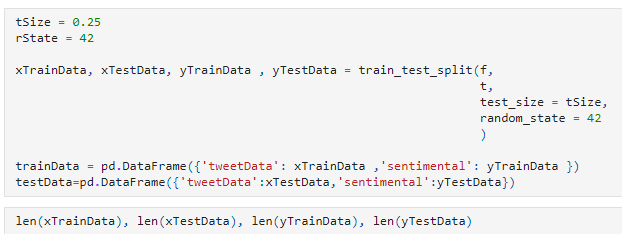 tSize = 0.25
rState = 42
xTrainData, xTestData, yTrainData , yTestData = train_test_split(f,
t,
test_size = tSize,
random_state = 42
)
trainData = pd.DataFrame({'tweetData': xTrainData ,'sentimental': yTrainData })
testData=pd.DataFrame({'tweetData':xTestData,'sentimental':yTestData})
len(xTrainData), len(xTestData), len(yTrainData), len(yTestData)